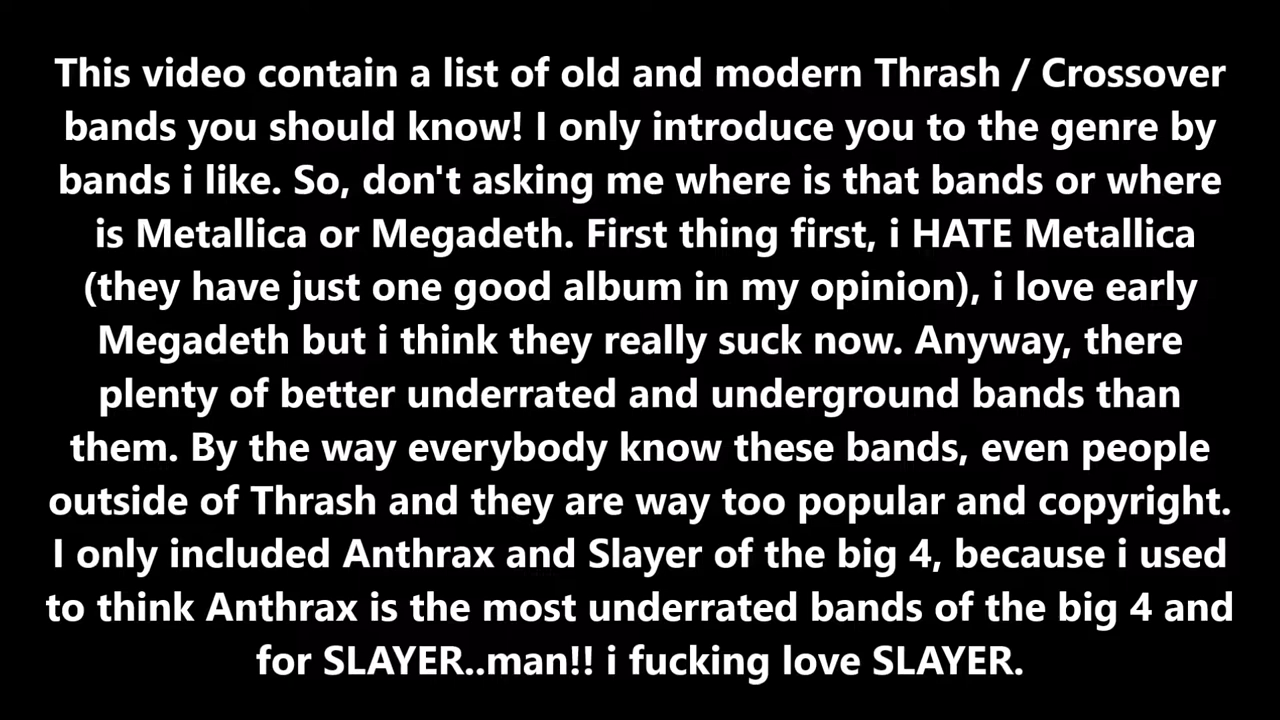 This video contain a list of old and modern Thrash / Crossover
bands you should know! I only introduce you to the genre by
bands i like. So, don't asking me where is that bands or where
is Metallica or Megadeth. First thing first, i HATE Metallica
(they have just one good album in my opinion), i love early
Megadeth but i think they really suck now. Anyway, there
plenty of better underrated and underground bands than
them. By the way everybody know these bands, even people
outside of Thrash and they are way too popular and copyright.
I only included Anthrax and Slayer of the big 4, because i used
to think Anthrax is the most underrated bands of the big 4 and
for SLAYER..man!! i fucking love SLAYER.